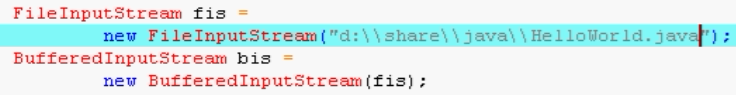 FileInputStream fis =
new FileInputStream("d:\\share\\java\\HelloWorld.java");
BufferedInputStream bis =
new BufferedInputStream(fis);